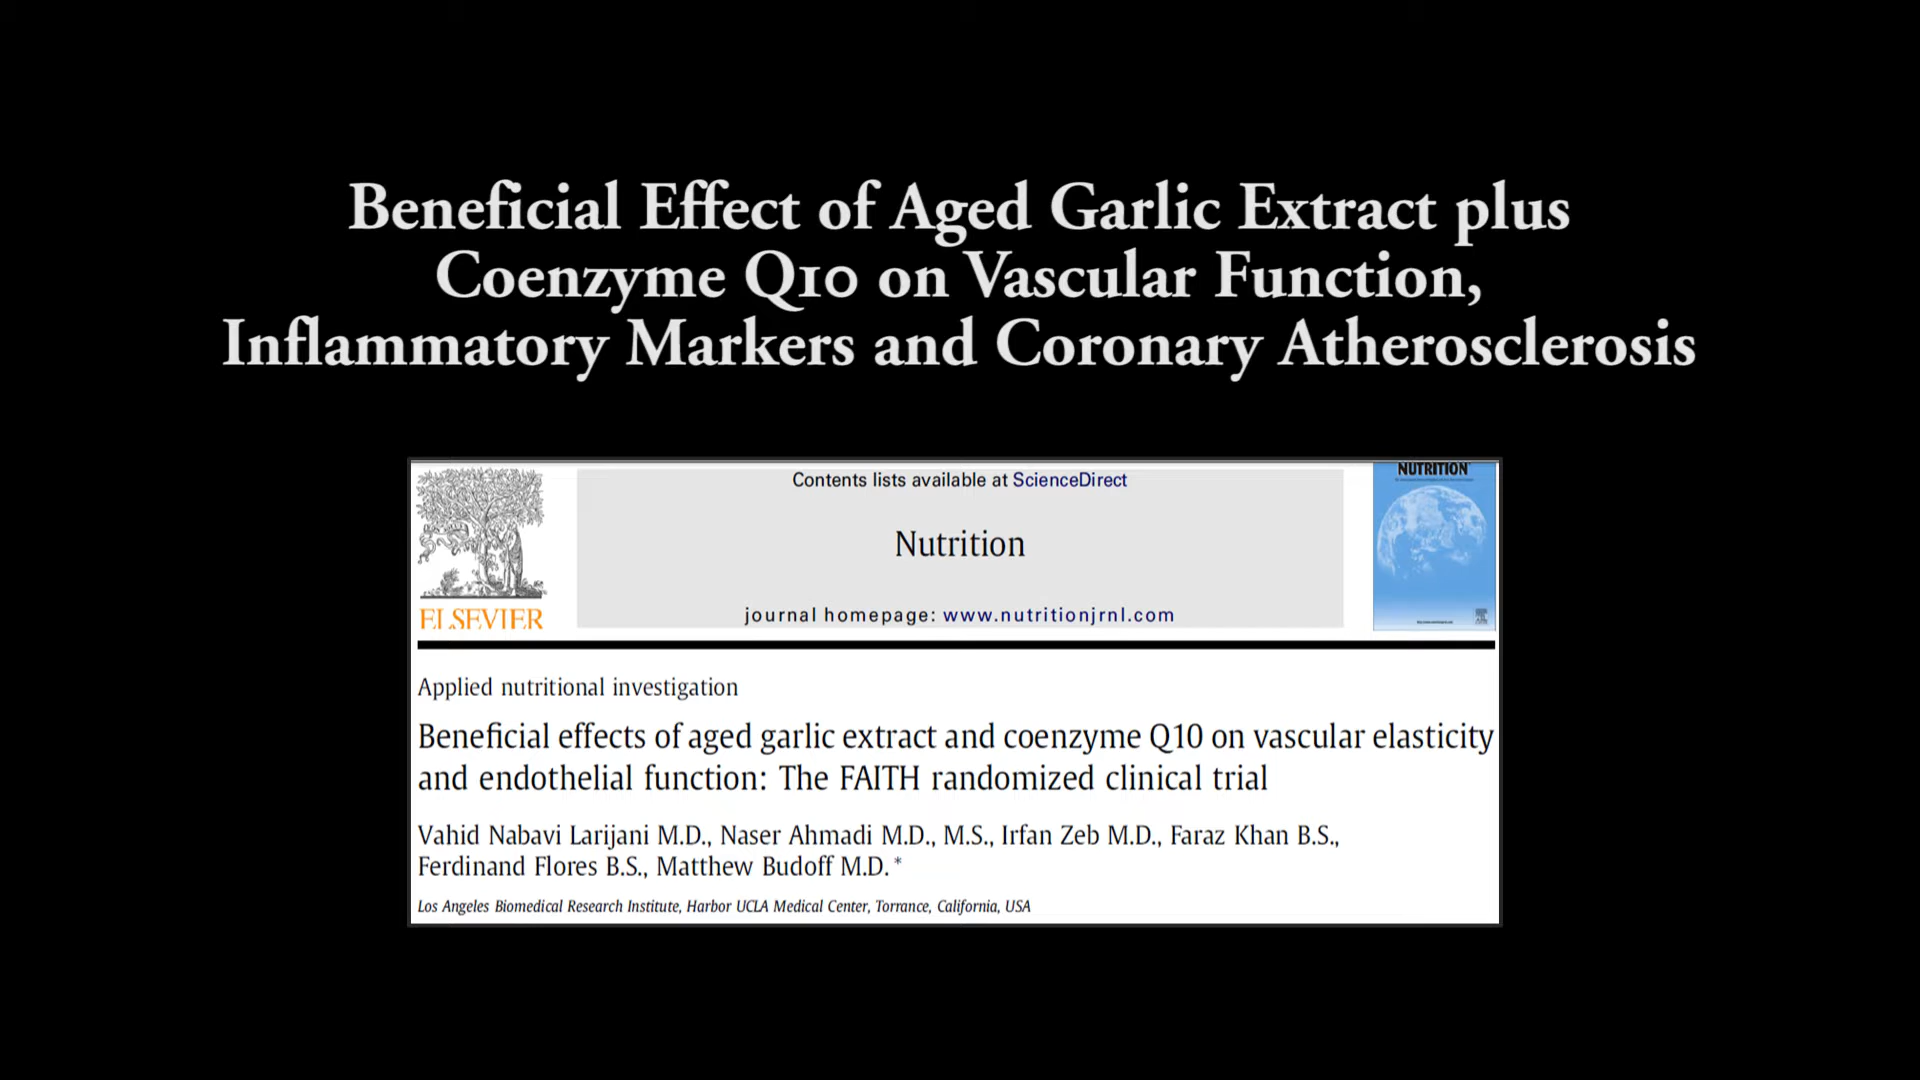 Beneficial Effect of Aged Garlic Extract plus
Coenzyme Q10 on Vascular Function,
Inflammatory Markers and Coronary Atherosclerosis
Contents lists available at ScienceDirect
NUTRITION
Nutrition
journal homepage: www.nutritionjrnl.com
ELSEVIER
Applied nutritional investigation
Beneficial effects of aged garlic extract and coenzyme Q10 on vascular elasticity
and endothelial function: The FAITH randomized clinical trial
Vahid Nabavi Larijani M.D., Naser Ahmadi M.D., M.S., Irfan Zeb M.D., Faraz Khan B.S.,
Ferdinand Flores B.S., Matthew Budoff M.D.*
Los Angeles Biomedical Research Institute, Harbor UCLA Medical Center, Torrance, California, USA